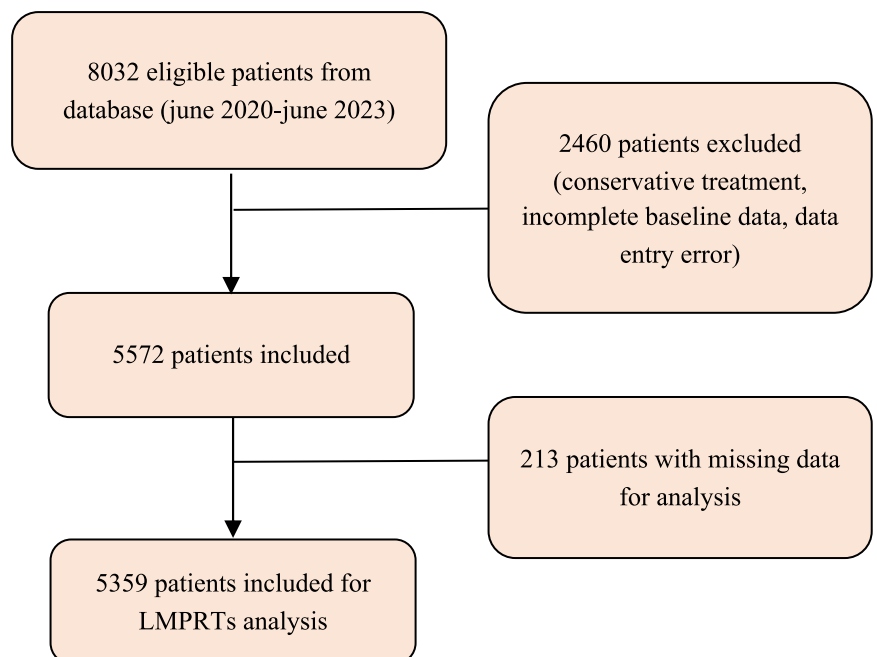 8032 eligible patients from
database (june 2020-june 2023)
2460 patients excluded
(conservative treatment,
incomplete baseline data, data
entry error)
5572 patients included
213 patients with missing data
for analysis
5359 patients included for
LMPRTs analysis